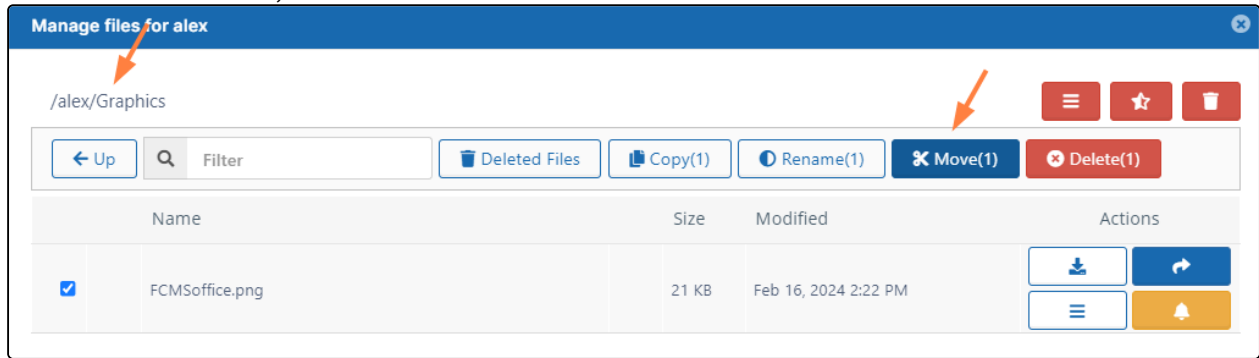 Manage files for alex
/alex/Graphics
Up Filter Deleted Files Copy(1) Rename(1) Move(1) Delete(1)
Name Size Modified Actions
FCMSoffice.png 21 KB Feb 16, 2024 2:22 PM